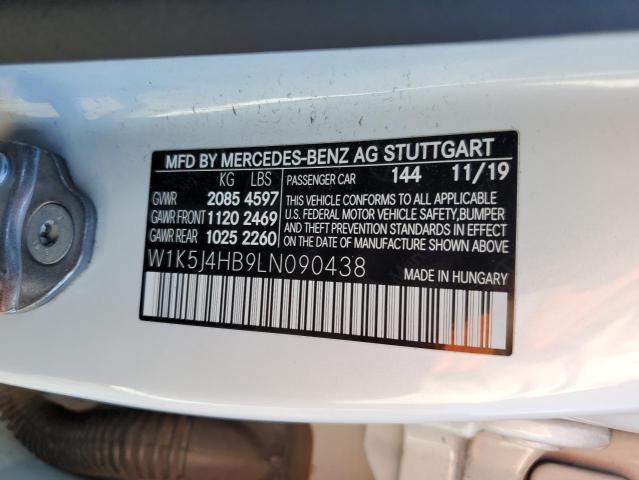 MFD BY MERCEDES-BENZ AG STUTTGART
KG LBS
GVWR 2085 4597
GAWR FRONT 1120 2469
GAWR REAR 1025 2260
PASSENGER CAR 144 11/19
THIS VEHICLE CONFORMS TO ALL APPLICABLE
U.S. FEDERAL MOTOR VEHICLE SAFETY,BUMPER
AND THEFT PREVENTION STANDARDS IN EFFECT
ON THE DATE OF MANUFACTURE SHOWN ABOVE.
W1K5J4HB9LN090438
MADE IN HUNGARY